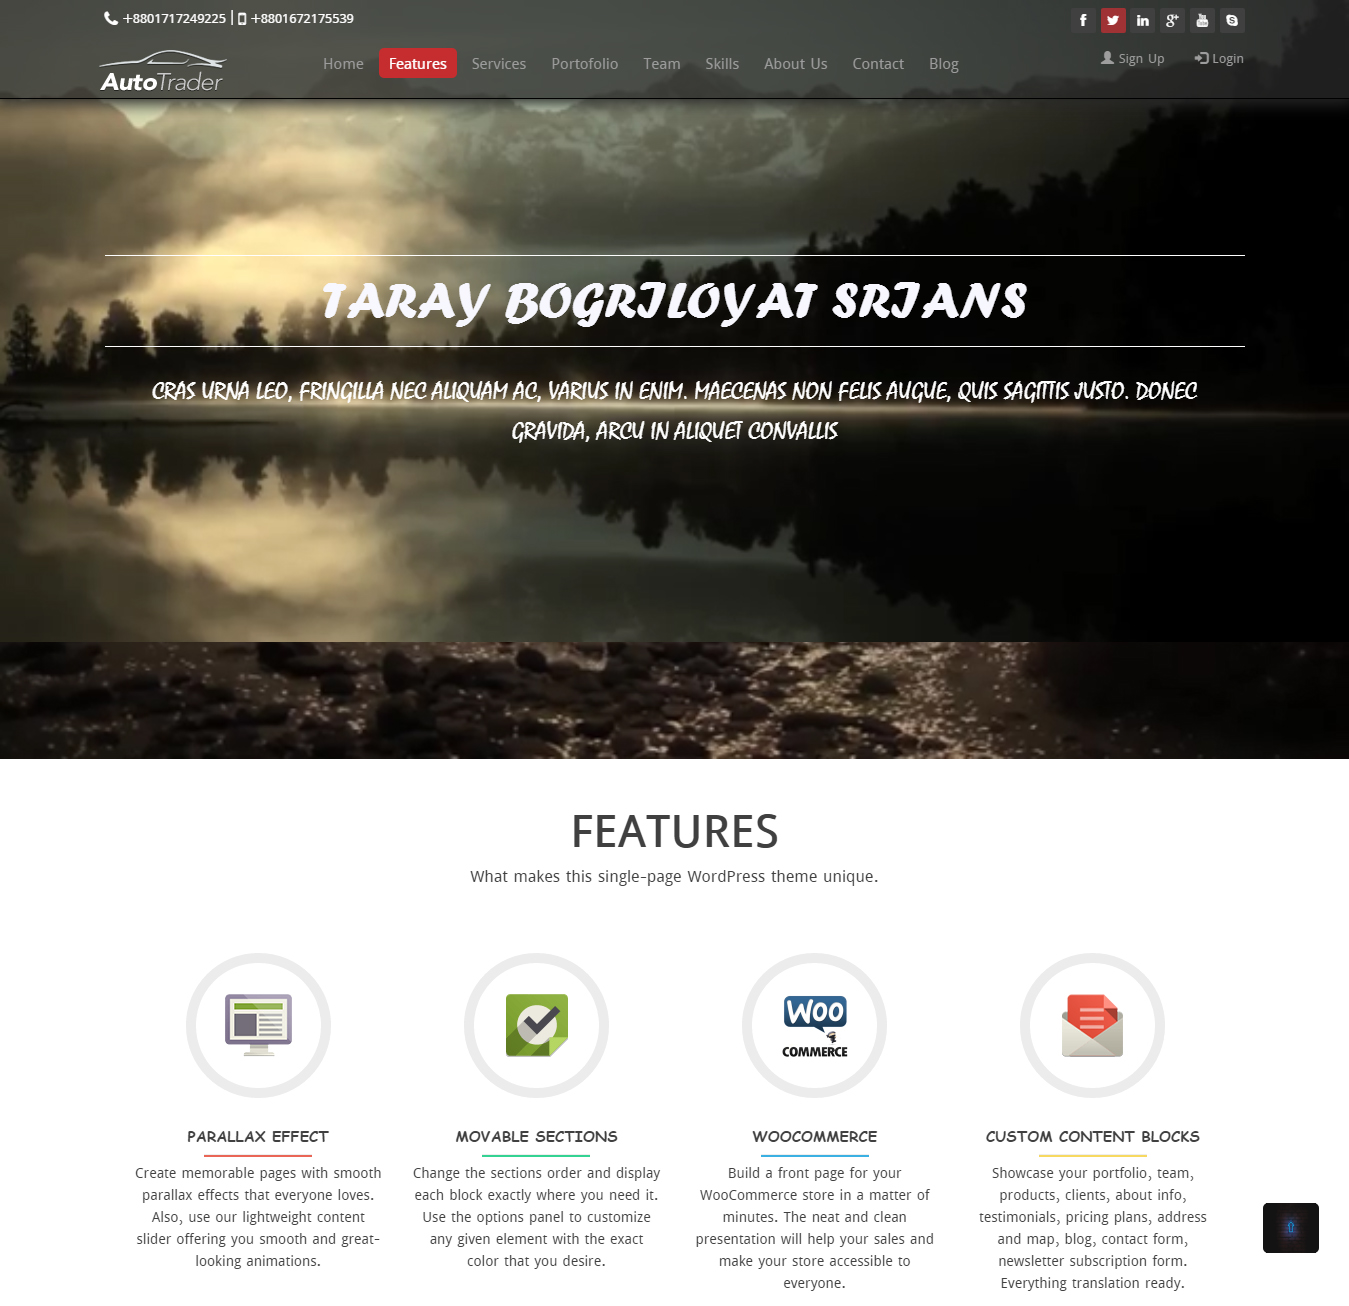 +8801717249225 | +8801672175539
AutoTrader
Home Features Services Portofolio Team Skills About Us Contact Blog
Sign Up Login
TARAY BOGRILOYAT SRIANS
CRAS URNA LEO, FRINGILLA NEC ALIQUAM AC, VARIUS IN ENIM. MAECENAS NON FELIS AUGUE, QUIS SAGITTIS JUSTO. DONEC
GRAVIDA, ARCU IN ALIQUET CONVALLIS
FEATURES
What makes this single-page WordPress theme unique.
WOO
COMMERCE
PARALLAX EFFECT
Create memorable pages with smooth
parallax effects that everyone loves.
Also, use our lightweight content
slider offering you smooth and great-
looking animations.
MOVABLE SECTIONS
Change the sections order and display
each block exactly where you need it.
Use the options panel to customize
any given element with the exact
color that you desire.
WOOCOMMERCE
Build a front page for your
WooCommerce store in a matter of
minutes. The neat and clean
presentation will help your sales and
make your store accessible to
everyone.
CUSTOM CONTENT BLOCKS
Showcase your portfolio, team,
products, clients, about info,
testimonials, pricing plans, address
and map, blog, contact form,
newsletter subscription form.
Everything translation ready.